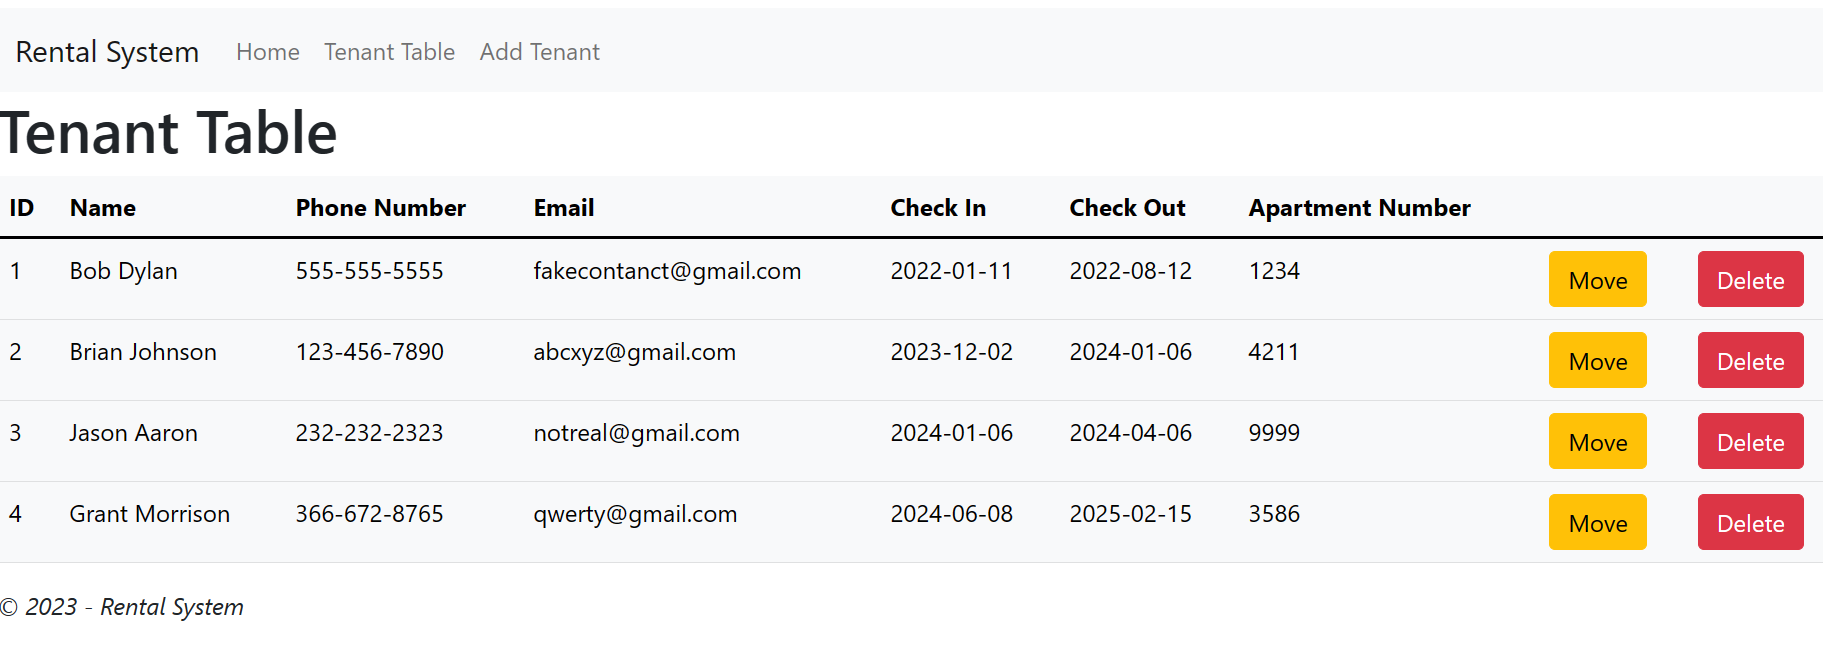 Rental System Home Tenant Table Add Tenant
Tenant Table
ID Name Phone Number Email Check In Check Out Apartment Number
1 Bob Dylan 555-555-5555 fakecontanct@gmail.com 2022-01-11 2022-08-12 1234 Move Delete
2 Brian Johnson 123-456-7890 abcxyz@gmail.com 2023-12-02 2024-01-06 4211 Move Delete
3 Jason Aaron 232-232-2323 notreal@gmail.com 2024-01-06 2024-04-06 9999 Move Delete
4 Grant Morrison 366-672-8765 qwerty@gmail.com 2024-06-08 2025-02-15 3586 Move Delete
© 2023 - Rental System